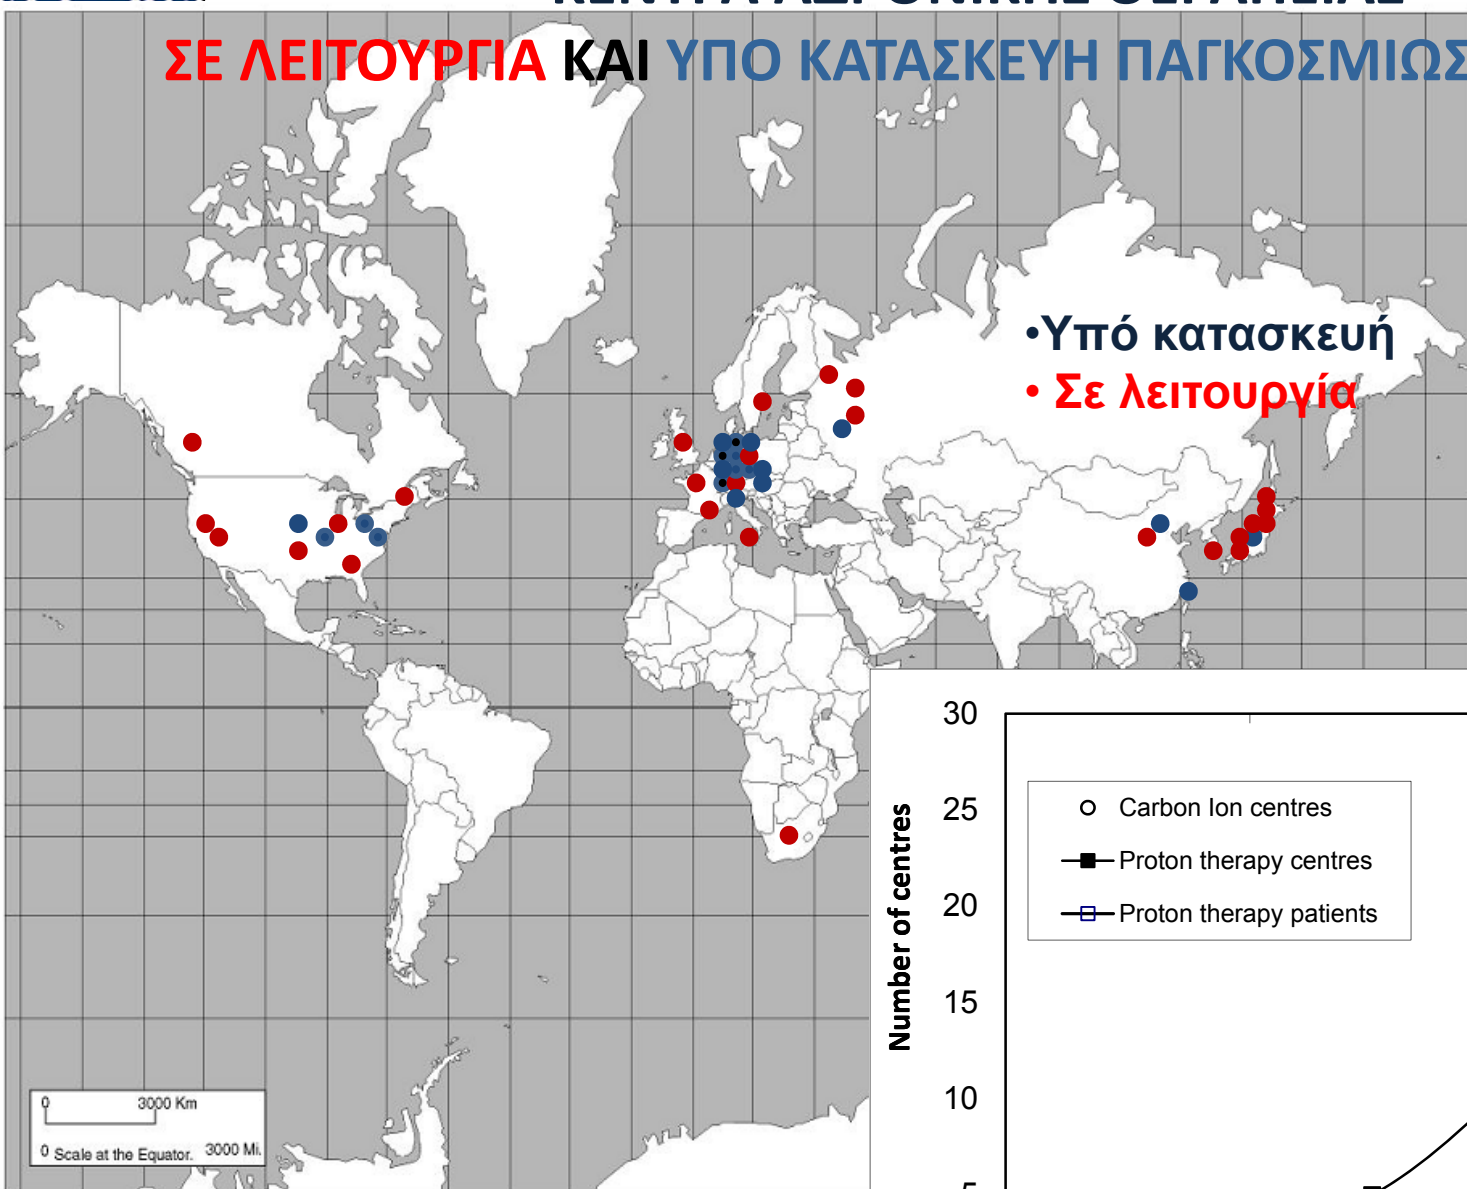 ΣΕ ΛΕΙΤΟΥΡΓΙΑ ΚΑΙ ΥΠΟ ΚΑΤΑΣΚΕΥΗ ΠΑΓΚΟΣΜΙΩΣ
•Υπό κατασκευή
• Σε λειτουργία
30
Carbon Ion centres
25
Proton therapy centres
20
Proton therapy patients
15
10
Number of centres
0 3000 Km
0 Scale at the Equator. 3000 Mi.